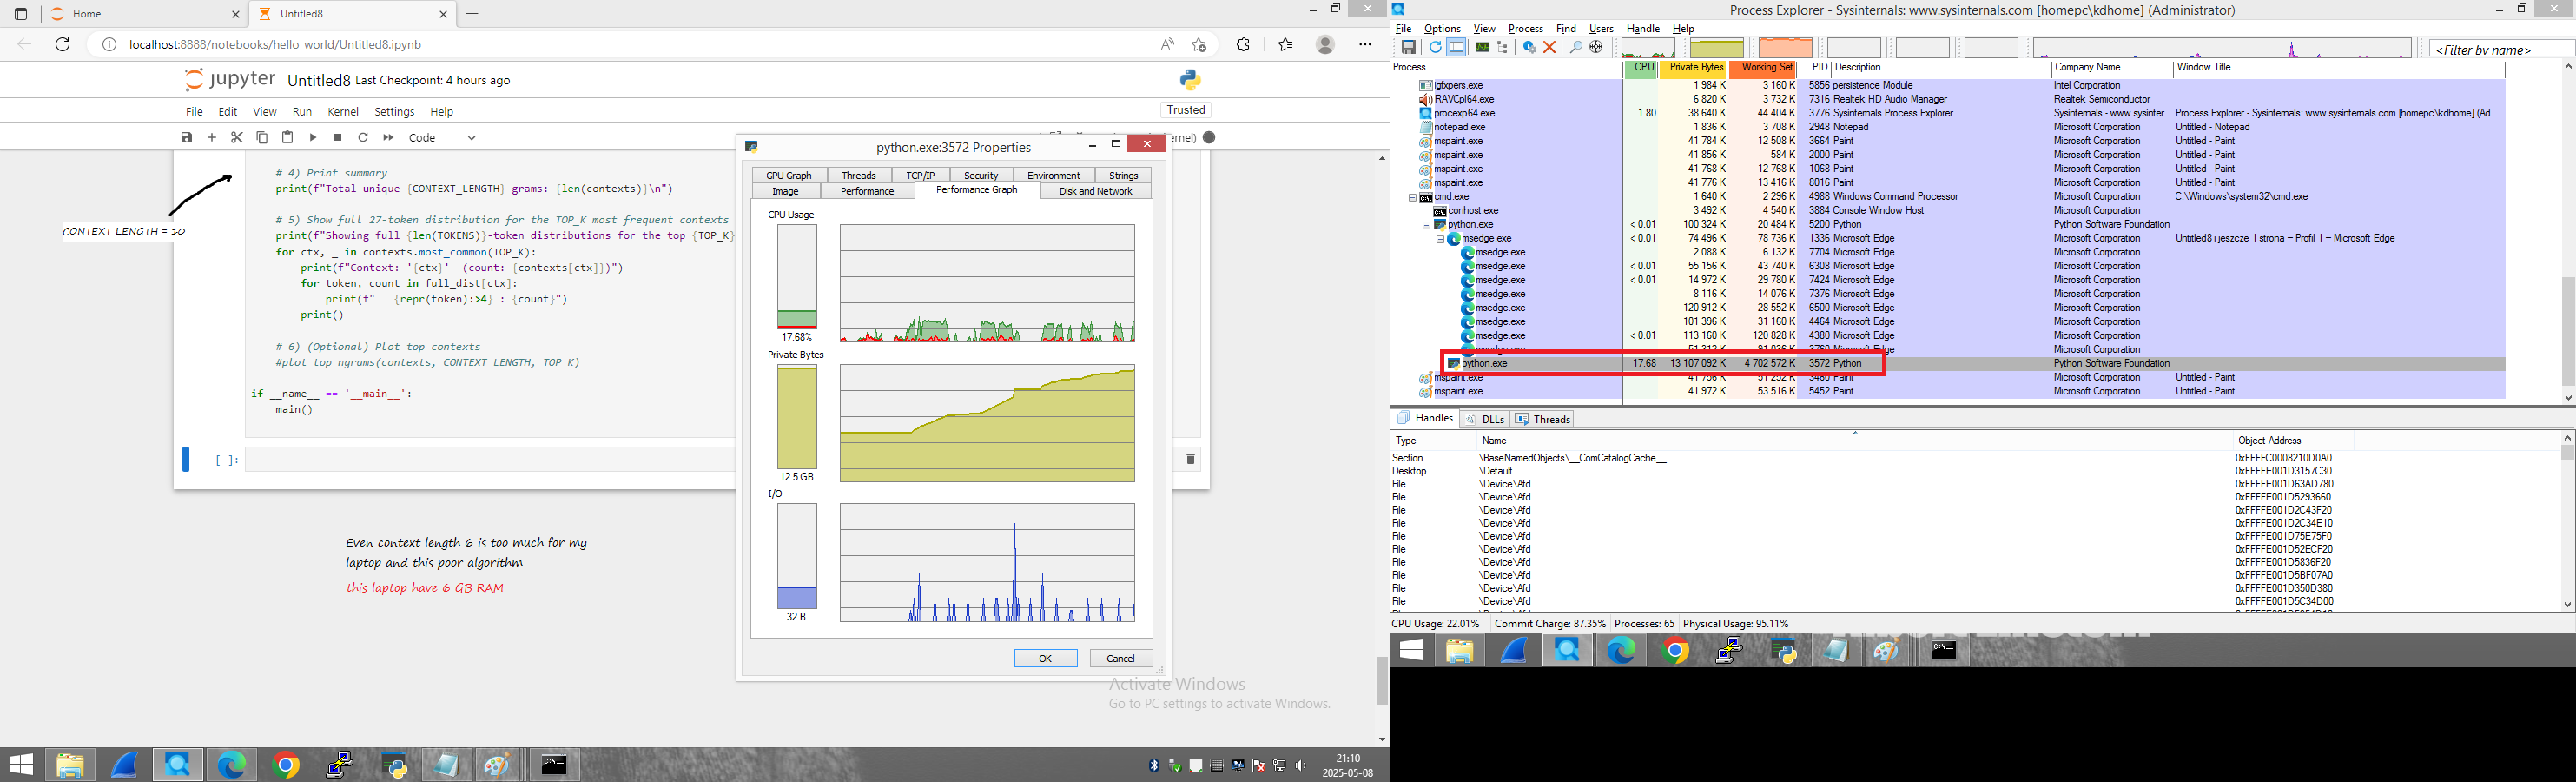 Home
Untitled8
localhost:8888/notebooks/hello_world/Untitled8.ipynb
jupyter Untitled8 Last Checkpoint: 4 hours ago
File Edit View Run Kernel Settings Help
Trusted
Code
# 4) Print summary
print(f"Total unique {CONTEXT_LENGTH}-grams: {len(contexts)}\n")
CONTEXT_LENGTH = 10
# 5) Show full 27-token distribution for the TOP_K most frequent contexts
print(f"Showing full {len(TOKENS)}-token distributions for the top {TOP_K}
for ctx, _ in contexts.most_common(TOP_K):
print(f"Context: '{ctx}'  (count: {contexts[ctx]})")
for token, count in full_dist[ctx]:
print(f"   {repr(token):>4} : {count}")
print()
# 6) (Optional) Plot top contexts
#plot_top_ngrams(contexts, CONTEXT_LENGTH, TOP_K)
if __name__ == '__main__':
main()
[ ]:
Even context length 6 is too much for my
laptop and this poor algorithm
this laptop have 6 GB RAM
python.exe:3572 Properties
GPU Graph Threads TCP/IP Security Environment Strings
Image Performance Performance Graph Disk and Network
CPU Usage
17.68%
Private Bytes
12.5 GB
I/O
32 B
OK Cancel
Activate Windows
Go to PC settings to activate Windows.
21:10
2025-05-08
Process Explorer - Sysinternals: www.sysinternals.com [homepc\kdhome] (Administrator)
File Options View Process Find Users Handle Help
<Filter by name>
Process CPU Private Bytes Working Set PID Description Company Name Window Title
igfxpers.exe 1 984 K 3 160 K 5856 persistence Module Intel Corporation
RAVCpl64.exe 6 820 K 3 732 K 7316 Realtek HD Audio Manager Realtek Semiconductor
procexp64.exe 1.80 38 640 K 44 404 K 3776 Sysinternals Process Explorer Sysinternals - www.sysinter... Process Explorer - Sysinternals: www.sysinternals.com [homepc\kdhome] (Ad...
notepad.exe 1 836 K 3 708 K 2948 Notepad Microsoft Corporation Untitled - Notepad
mspaint.exe 41 784 K 12 508 K 3664 Paint Microsoft Corporation Untitled - Paint
mspaint.exe 41 856 K 584 K 2000 Paint Microsoft Corporation Untitled - Paint
mspaint.exe 41 768 K 12 768 K 1068 Paint Microsoft Corporation Untitled - Paint
mspaint.exe 41 776 K 13 416 K 8016 Paint Microsoft Corporation Untitled - Paint
cmd.exe 1 640 K 2 296 K 4988 Windows Command Processor Microsoft Corporation C:\Windows\system32\cmd.exe
conhost.exe 3 492 K 4 540 K 3884 Console Window Host Microsoft Corporation
python.exe < 0.01 100 324 K 20 484 K 5200 Python Python Software Foundation
msedge.exe < 0.01 74 496 K 78 736 K 1336 Microsoft Edge Microsoft Corporation Untitled8 i jeszcze 1 strona – Profil 1 – Microsoft Edge
msedge.exe 2 088 K 6 132 K 7704 Microsoft Edge Microsoft Corporation
msedge.exe < 0.01 55 156 K 43 740 K 6308 Microsoft Edge Microsoft Corporation
msedge.exe < 0.01 14 972 K 29 780 K 7424 Microsoft Edge Microsoft Corporation
msedge.exe 8 116 K 14 076 K 7376 Microsoft Edge Microsoft Corporation
msedge.exe 120 912 K 28 552 K 6500 Microsoft Edge Microsoft Corporation
msedge.exe 101 396 K 31 160 K 4464 Microsoft Edge Microsoft Corporation
msedge.exe < 0.01 113 160 K 120 828 K 4380 Microsoft Edge Microsoft Corporation
Microsoft Corporation
python.exe 17.68 13 107 092 K 4 702 572 K 3572 Python Python Software Foundation
mspaint.exe 3460 Paint Microsoft Corporation Untitled - Paint
mspaint.exe 41 972 K 53 516 K 5452 Paint Microsoft Corporation Untitled - Paint
Handles DLLs Threads
Type Name Object Address
Section \BaseNamedObjects\__ComCatalogCache__ 0xFFFFC0008210D0A0
Desktop \Default 0xFFFFE001D3157C30
File \Device\Afd 0xFFFFE001D63AD780
File \Device\Afd 0xFFFFE001D5293660
File \Device\Afd 0xFFFFE001D2C43F20
File \Device\Afd 0xFFFFE001D2C34E10
File \Device\Afd 0xFFFFE001D75E75F0
File \Device\Afd 0xFFFFE001D52ECF20
File \Device\Afd 0xFFFFE001D5836F20
File \Device\Afd 0xFFFFE001D5BF07A0
File \Device\Afd 0xFFFFE001D350D380
File \Device\Afd 0xFFFFE001D5C34D00
CPU Usage: 22.01% Commit Charge: 87.35% Processes: 65 Physical Usage: 95.11%